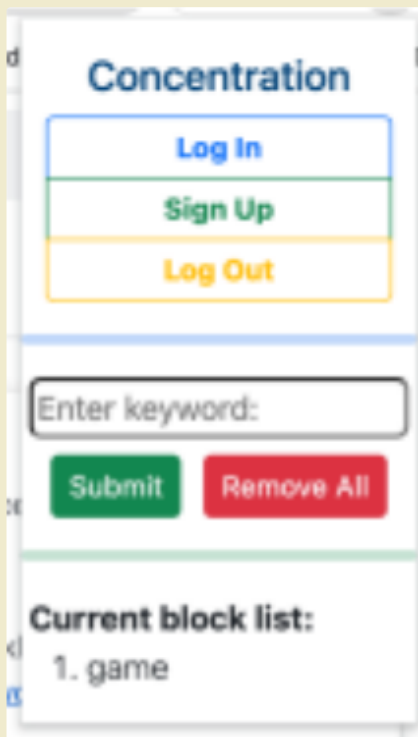 Concentration
Log In
Sign Up
Log Out
Enter keyword:
Submit Remove All
Current block list:
1. game